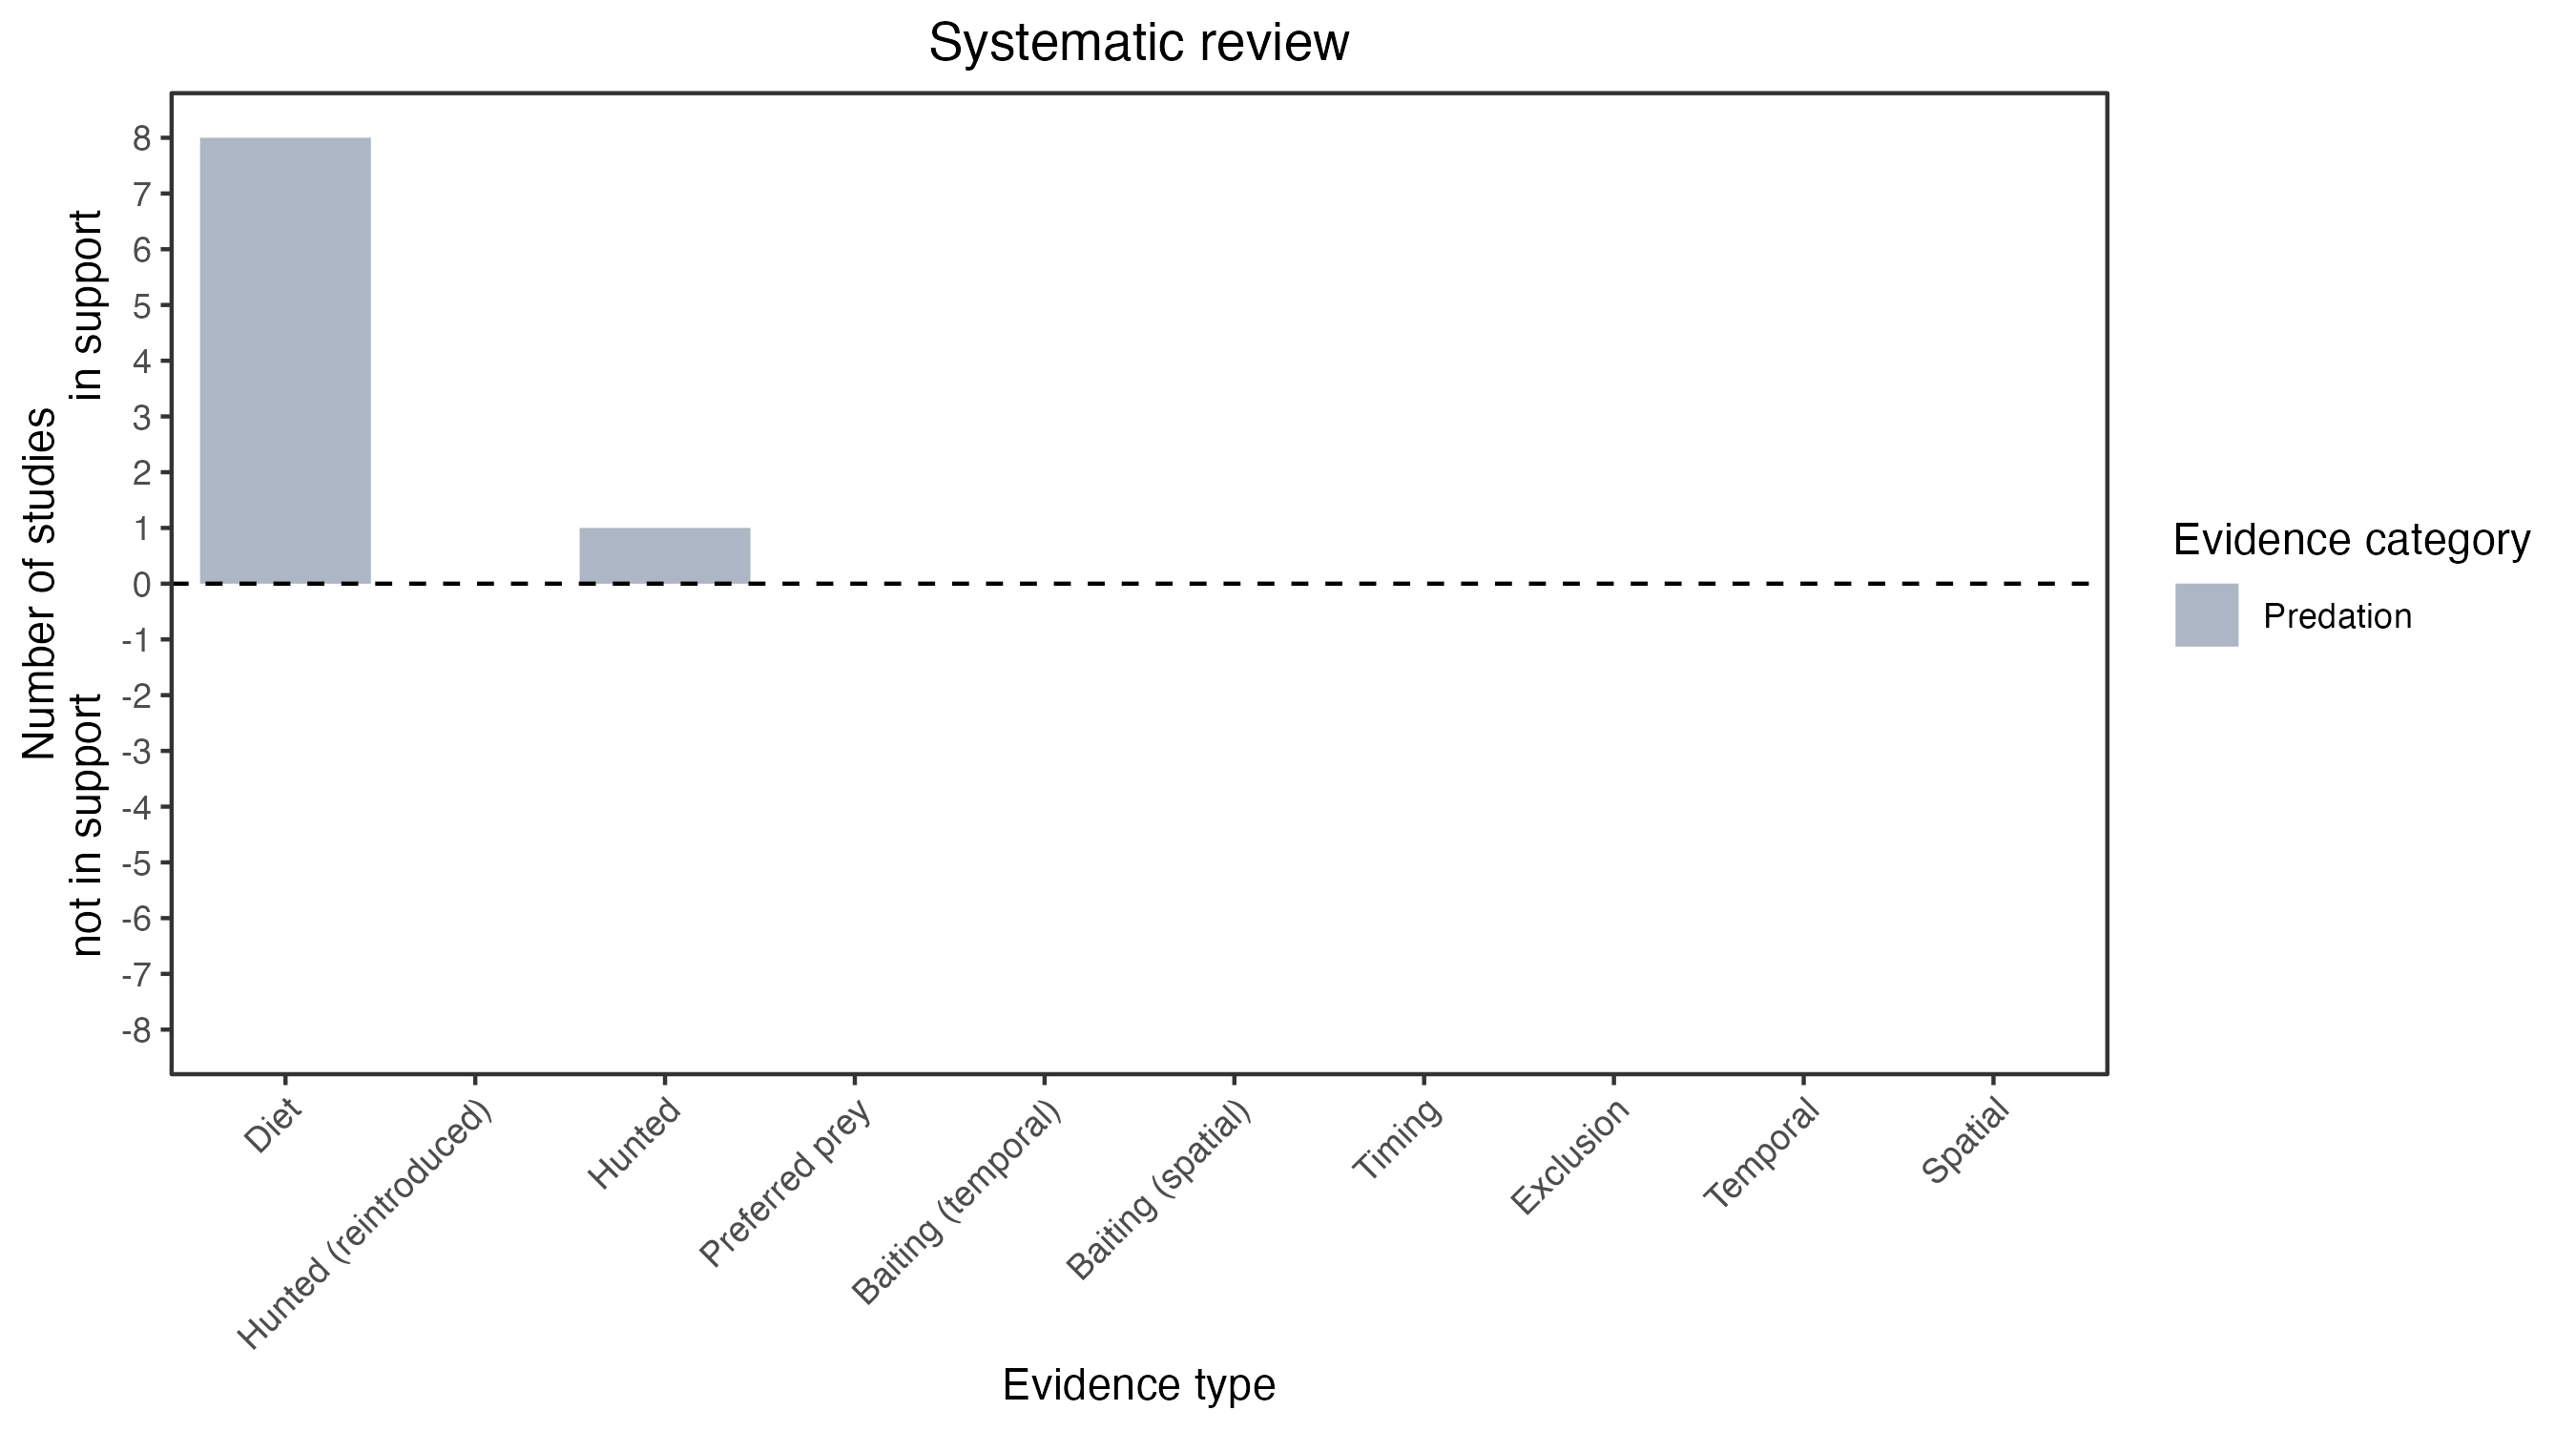 Systematic review
Number of studies
in support
not in support
8
7
6
5
4
3
2
1
0
-1
-2
-3
-4
-5
-6
-7
-8
Diet
Hunted (reintroduced)
Hunted
Preferred prey
Baiting (temporal)
Baiting (spatial)
Timing
Exclusion
Temporal
Spatial
Evidence type
Evidence category
Predation